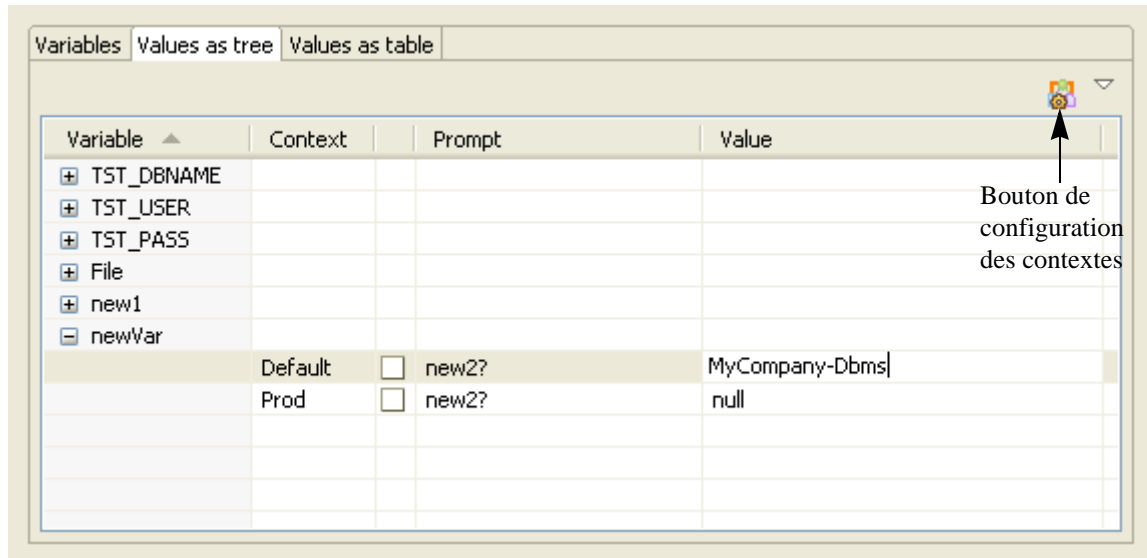 Variables Values as tree Values as table
Variable Context Prompt Value
TST_DBNAME
TST_USER
TST_PASS
File
new1
newVar
Default new2? MyCompany-Dbms
Prod new2? null
Bouton de
configuration
des contextes